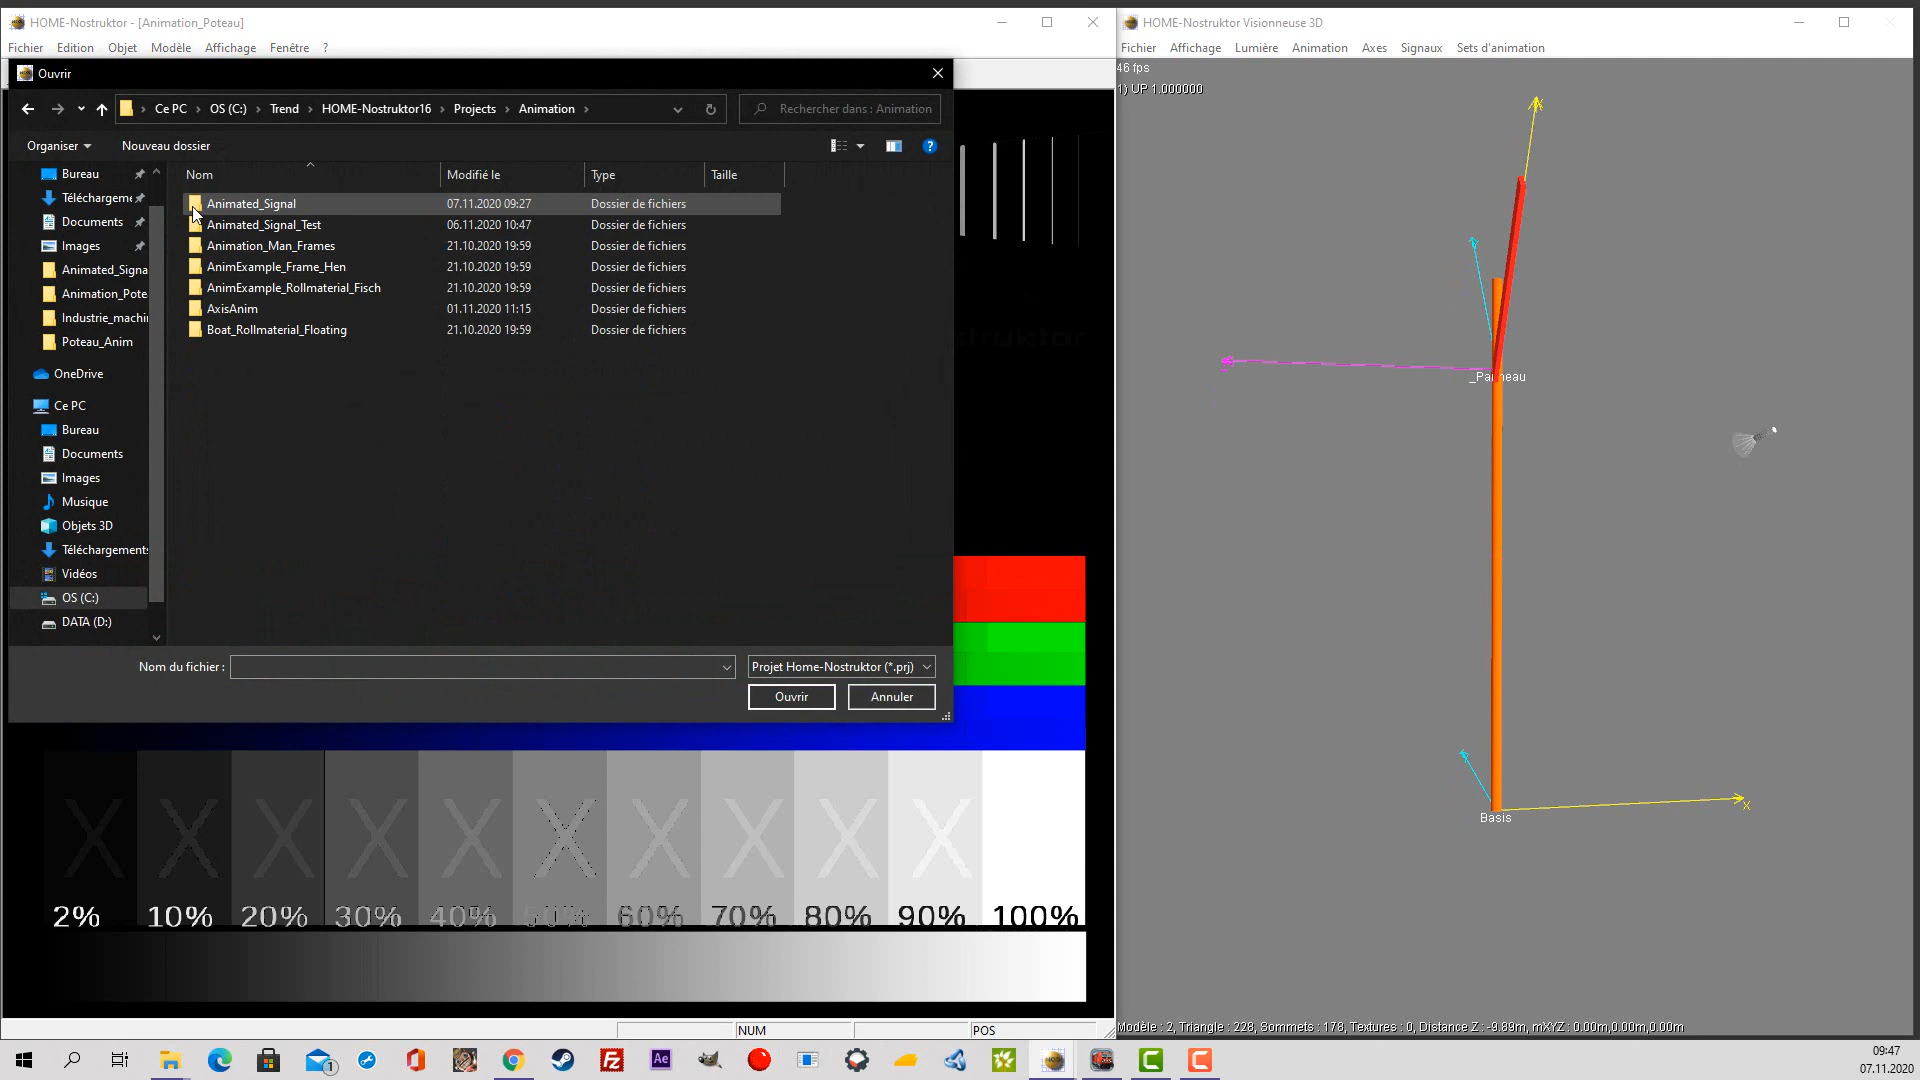 HOME-Nostruktor - [Animation_Poteau]
Fichier Edition Objet Modèle Affichage Fenêtre ?
Ouvrir
Ce PC > OS (C:) > Trend > HOME-Nostruktor16 > Projects > Animation >
Rechercher dans : Animation
Organiser Nouveau dossier
Bureau
Documents
Images
Animated_Signa
Animation_Pote
Industrie_machi
Poteau_Anim
OneDrive
Ce PC
Bureau
Documents
Images
Musique
Objets 3D
Téléchargements
Vidéos
OS (C:)
DATA (D:)
Nom Modifié le Type Taille
Animated_Signal 07.11.2020 09:27 Dossier de fichiers
Animated_Signal_Test 06.11.2020 10:47 Dossier de fichiers
Animation_Man_Frames 21.10.2020 19:59 Dossier de fichiers
AnimExample_Frame_Hen 21.10.2020 19:59 Dossier de fichiers
AnimExample_Rollmaterial_Fisch 21.10.2020 19:59 Dossier de fichiers
AxisAnim 01.11.2020 11:15 Dossier de fichiers
Boat_Rollmaterial_Floating 21.10.2020 19:59 Dossier de fichiers
Nom du fichier : Projet Home-Nostruktor (*.prj)
Ouvrir Annuler
2% 10% 20% 30% 40% 50% 60% 70% 80% 90% 100%
NUM POS
HOME-Nostruktor Visionneuse 3D
Fichier Affichage Lumière Animation Axes Signaux Sets d'animation
46 fps
1) UP 1.000000
Basis
X
Modèle : 2, Triangle : 228, Sommets : 178, Textures : 0, Distance Z : -9.89m, mXYZ : 0.00m,0.00m,0.00m
09:47
07.11.2020